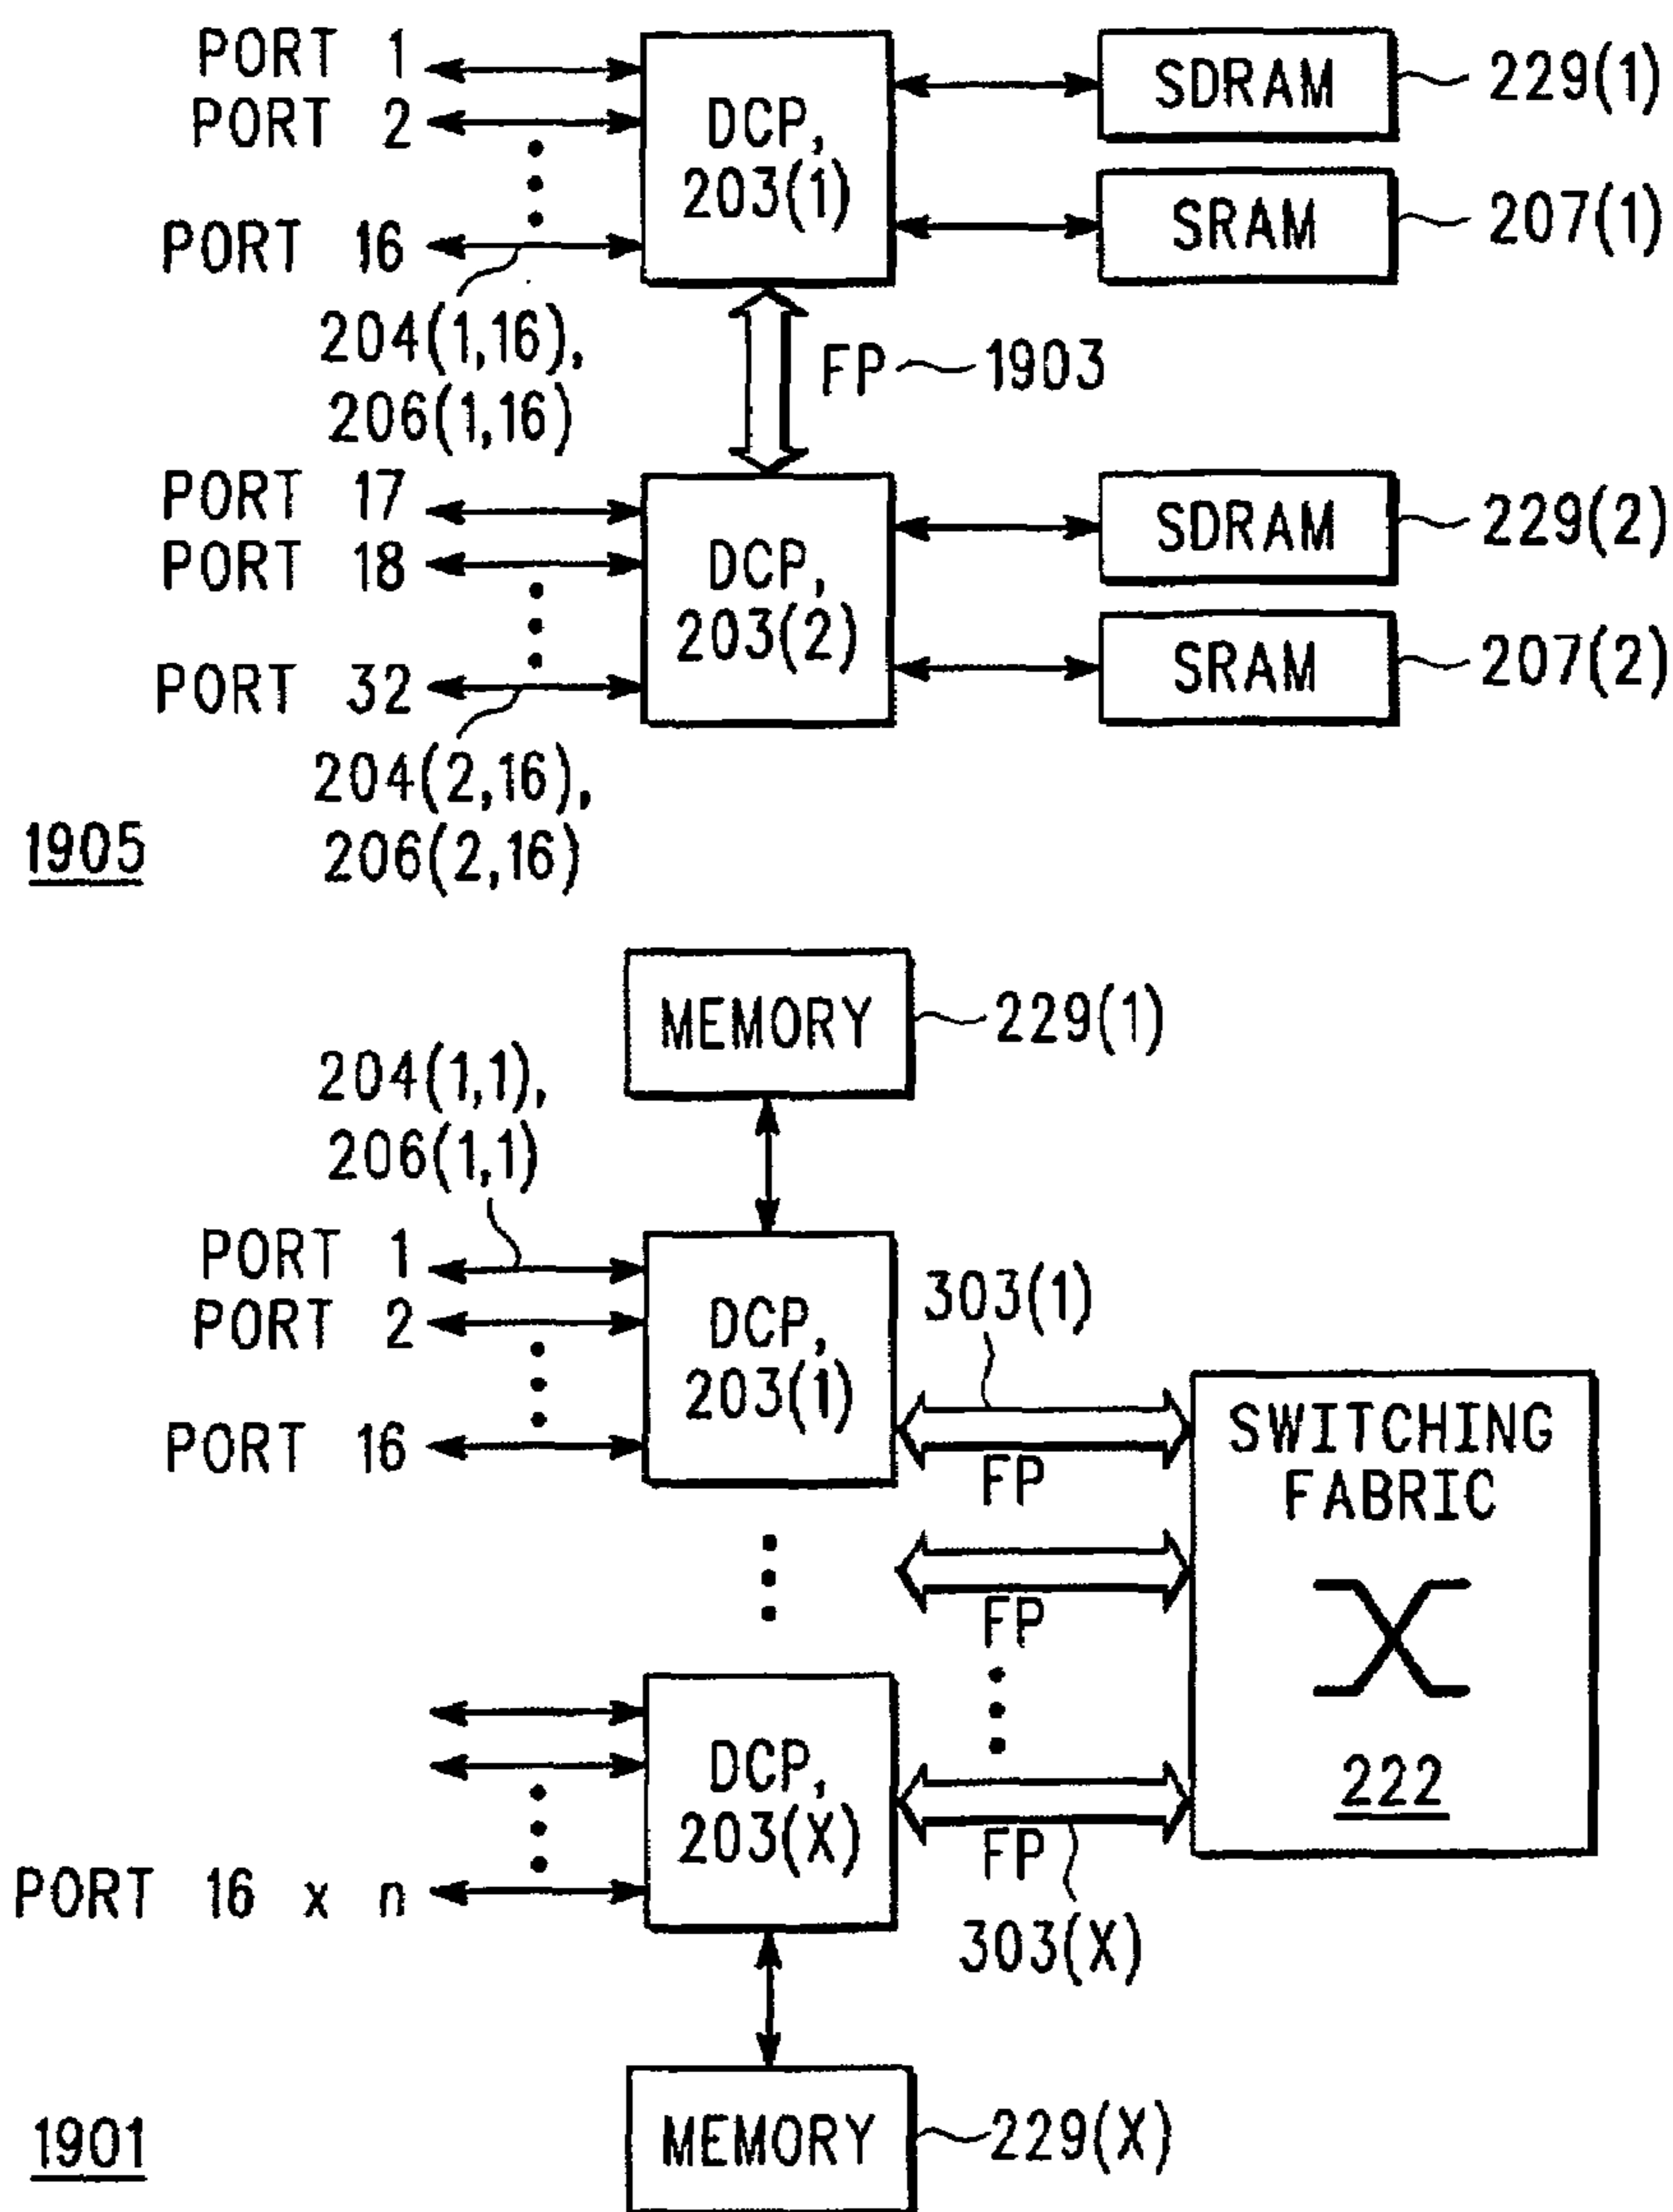 PORT 1
PORT 2
PORT 16
DCP,
203(1)
SDRAM
229(1)
SRAM
207(1)
204(1,16),
206(1,16)
FP
1903
PORT 17
PORT 18
PORT 32
DCP,
203(2)
SDRAM
229(2)
SRAM
207(2)
204(2,16),
206(2,16)
1905
MEMORY
229(1)
204(1,1),
206(1,1)
PORT 1
PORT 2
PORT 16
DCP,
203(1)
303(1)
FP
FP
SWITCHING
FABRIC
222
DCP,
203(X)
FP
303(X)
PORT 16 x n
MEMORY
229(X)
1901